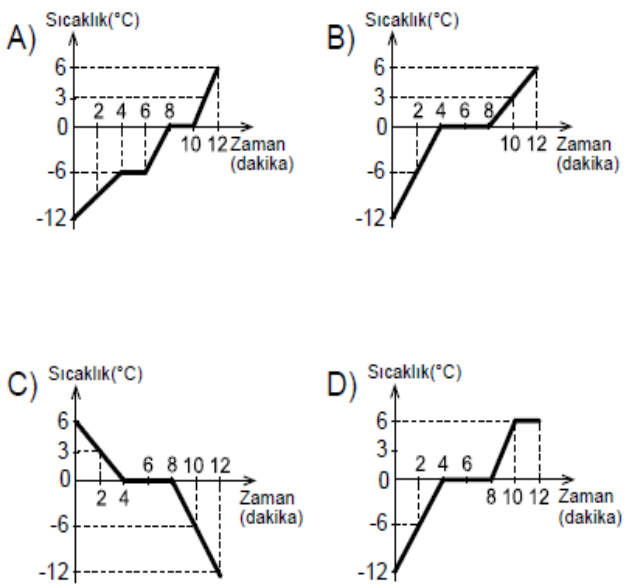 A) Sıcaklık(°C)
6
3
2 4 6 8
0
10 12 Zaman
(dakika)
-6
-12
B) Sıcaklık(°C)
6
3
2 4 6 8
0
10 12 Zaman
(dakika)
-6
-12
C) Sıcaklık(°C)
6
3
6 8 10 12
0
2 4
Zaman
(dakika)
-6
-12
D) Sıcaklık(°C)
6
3
2 4 6
0
8 10 12
Zaman
(dakika)
-6
-12